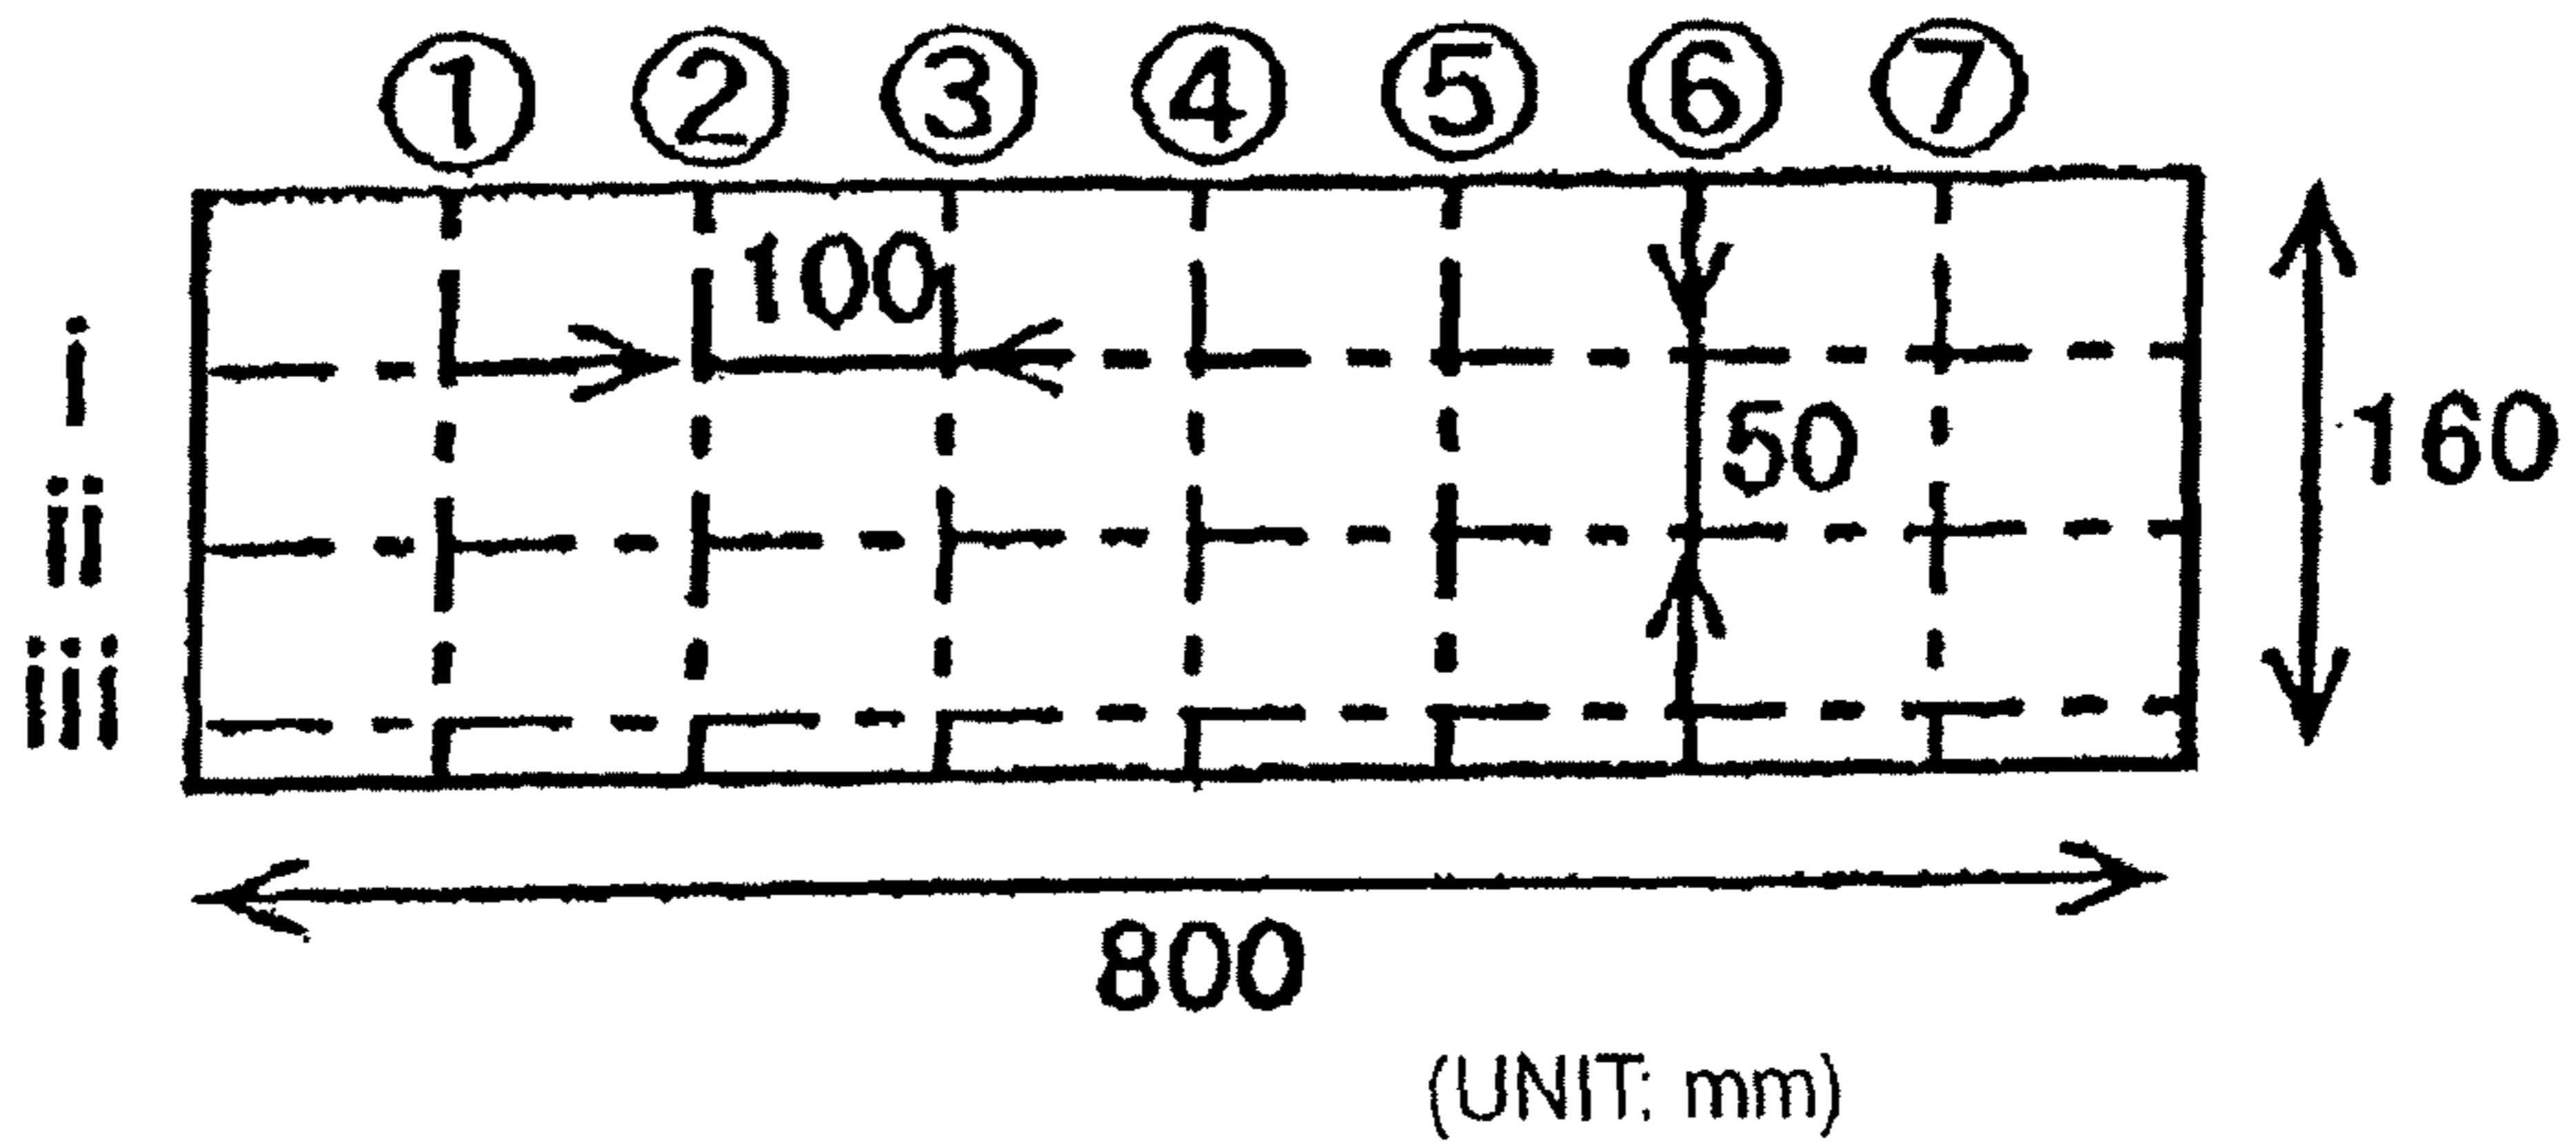 ① ② ③ ④ ⑤ ⑥ ⑦
100
i
50
160
ii
iii
800
(UNIT: mm)